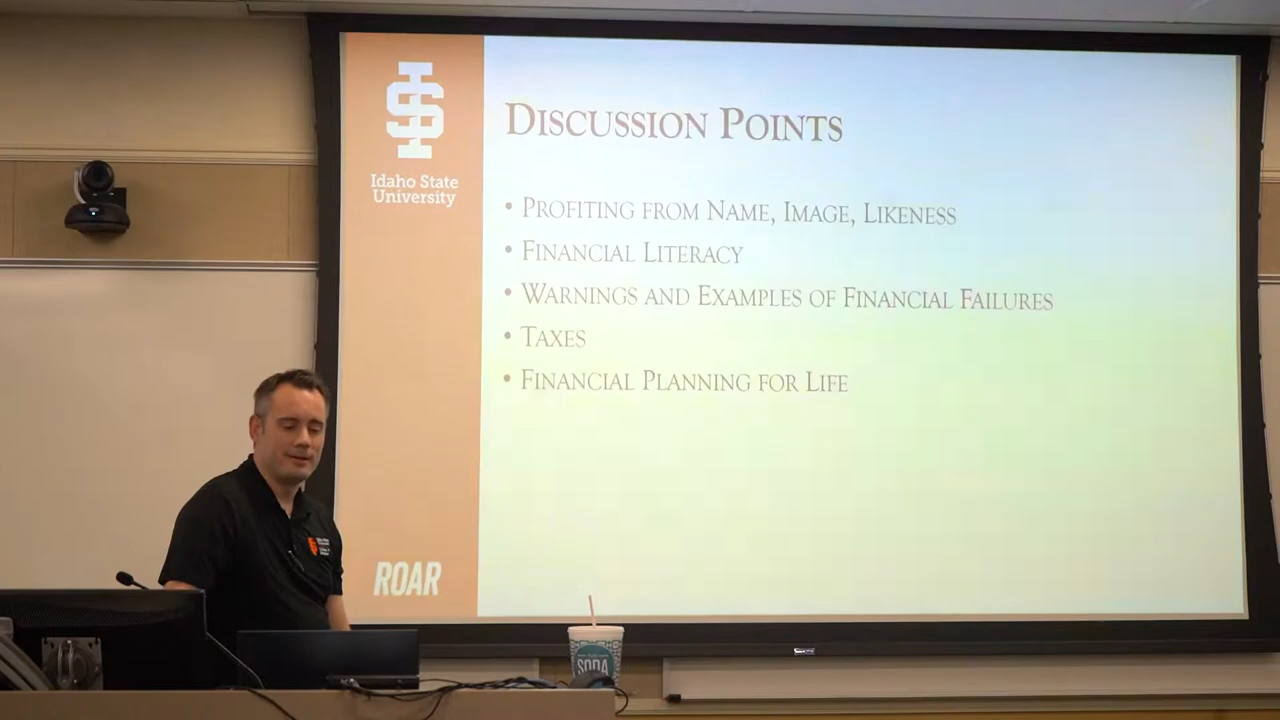 IS
Idaho State
University
DISCUSSION POINTS
• PROFITING FROM NAME, IMAGE, LIKENESS
• FINANCIAL LITERACY
• WARNINGS AND EXAMPLES OF FINANCIAL FAILURES
• TAXES
• FINANCIAL PLANNING FOR LIFE
ROAR
SODA